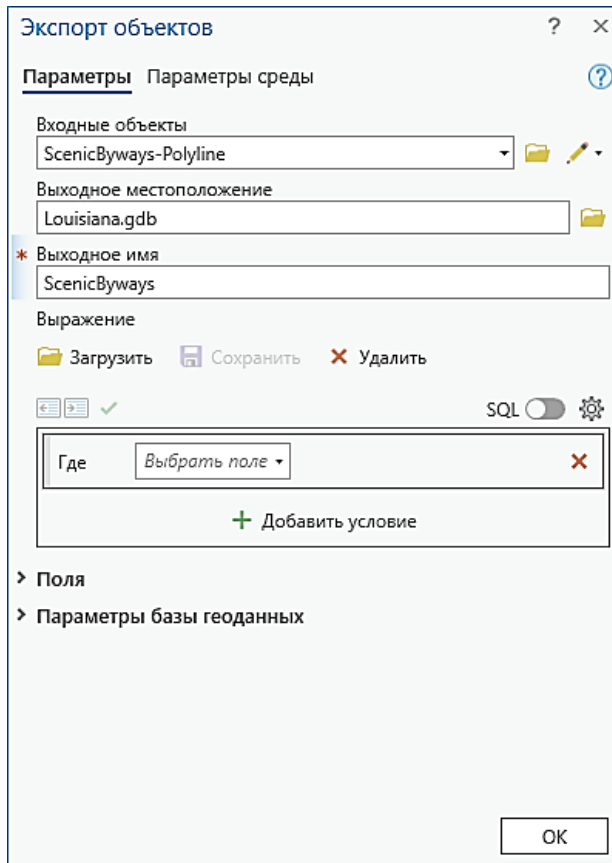 Экспорт объектов ? ×
Параметры Параметры среды ?
Входные объекты
ScenicByways-Polyline
Выходное местоположение
Louisiana.gdb
* Выходное имя
ScenicByways
Выражение
Загрузить Сохранить Удалить
SQL
Где Выбрать поле
Добавить условие
Поля
Параметры базы геоданных
OK